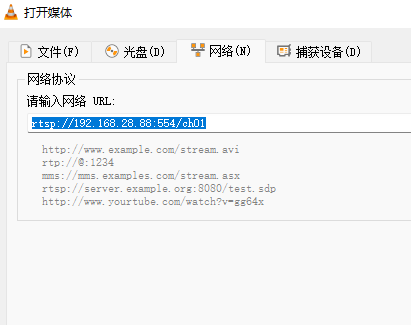 打开媒体
文件(F) 光盘(D) 网络(N) 捕获设备(D)
网络协议
请输入网络 URL:
rtsp://192.168.28.88:554/ch01
http://www.example.com/stream.avi
rtp://@:1234
mms://mms.examples.com/stream.asx
rtsp://server.example.org:8080/test.sdp
http://www.yourtube.com/watch?v=gg64x